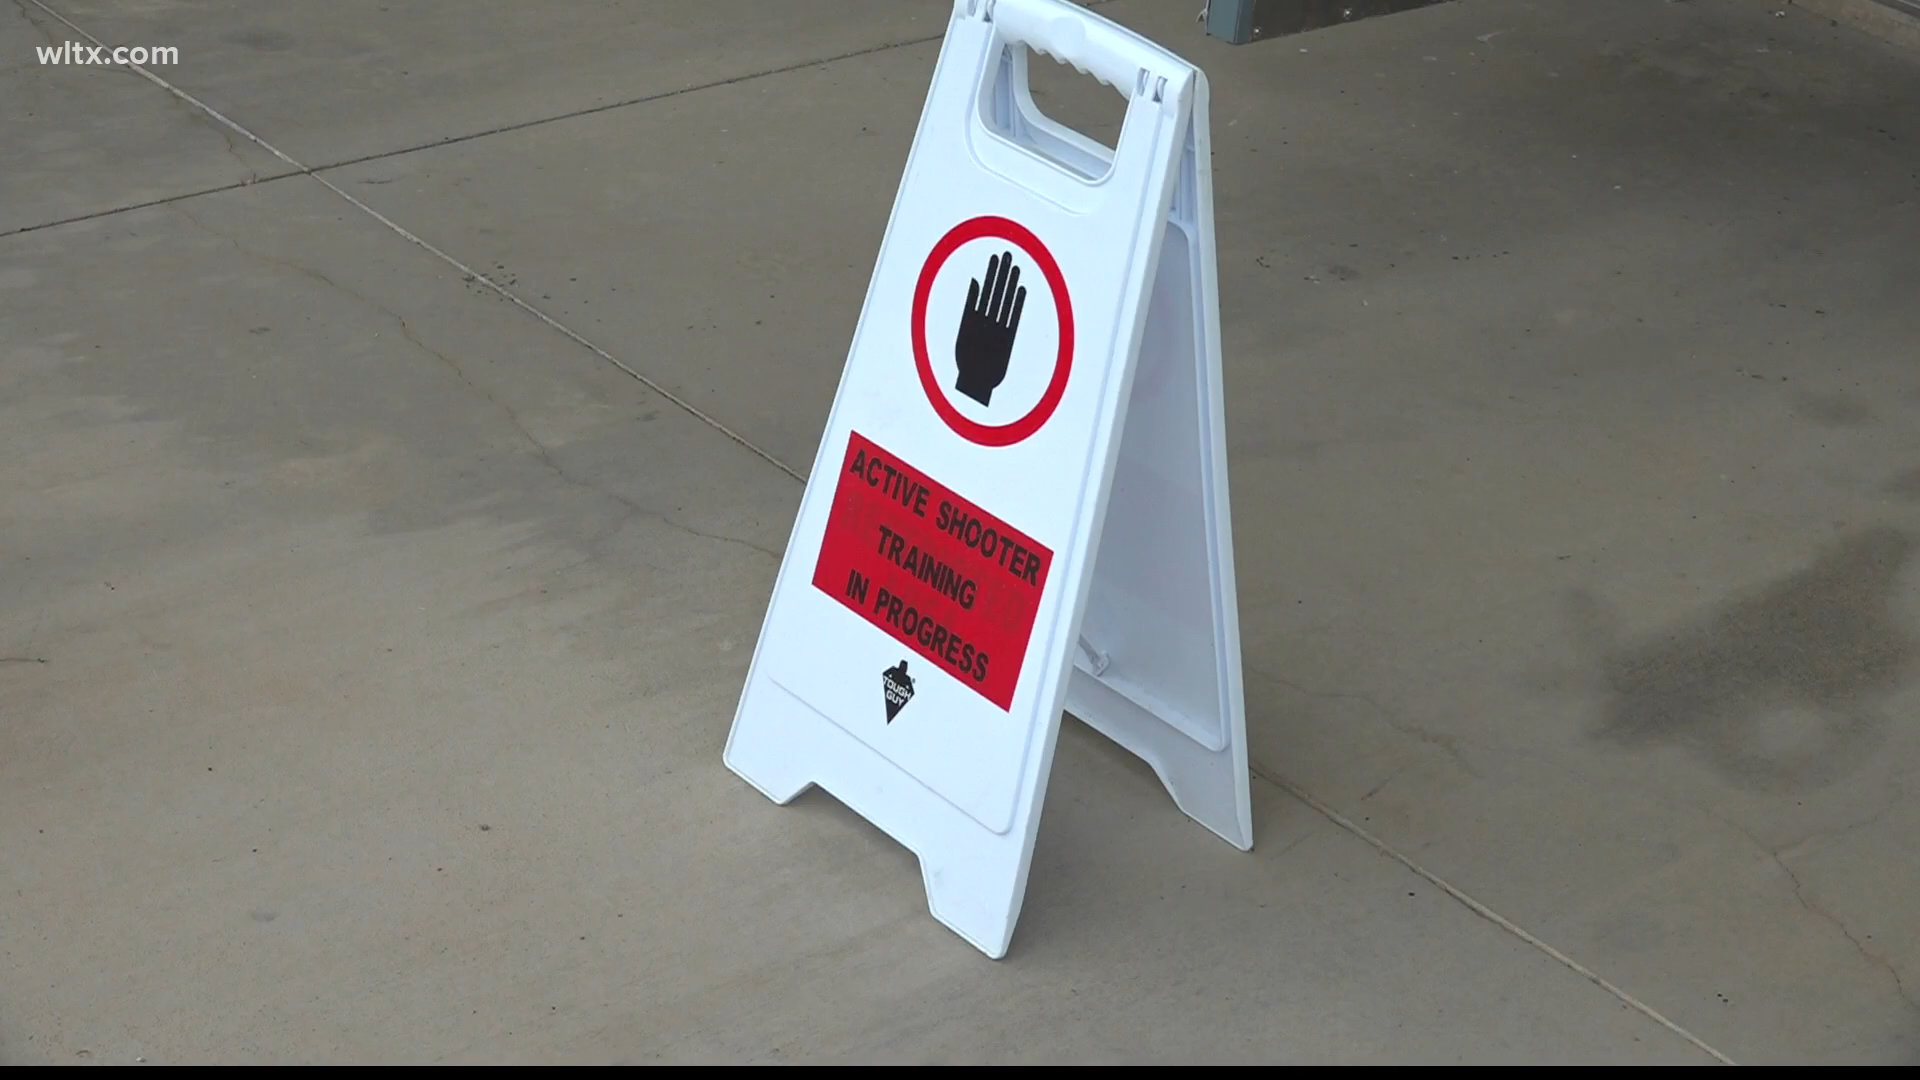 wltx.com
ACTIVE SHOOTER
TRAINING
IN PROGRESS
TOUGH
GUY